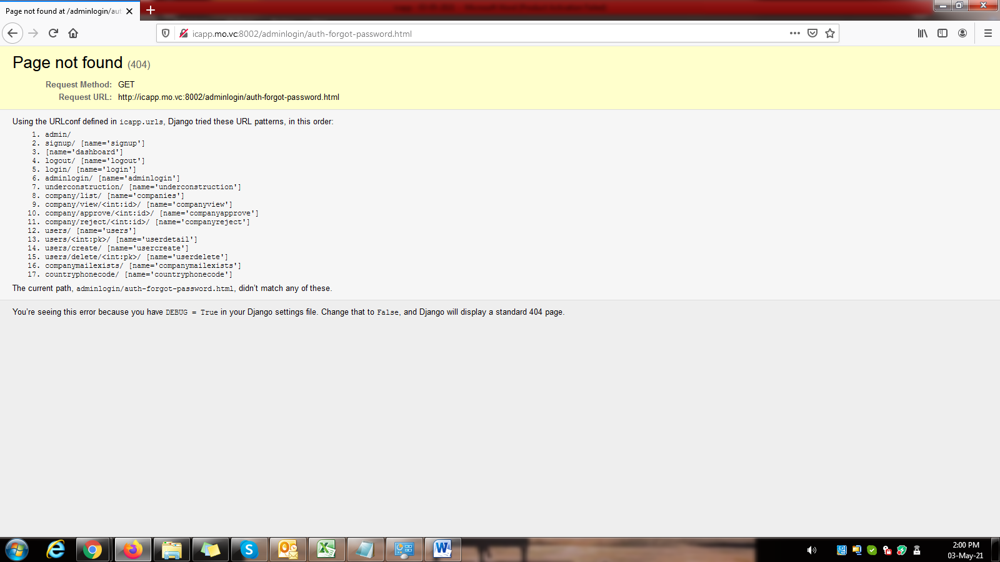 Page not found at /adminlogin/aut
icapp.mo.vc:8002/adminlogin/auth-forgot-password.html
Page not found (404)
Request Method: GET
Request URL: http://icapp.mo.vc:8002/adminlogin/auth-forgot-password.html
Using the URLconf defined in icapp.urls, Django tried these URL patterns, in this order:
1. admin/
2. signup/ [name='signup']
3. [name='dashboard']
4. logout/ [name='logout']
5. login/ [name='login']
6. adminlogin/ [name='adminlogin']
7. underconstruction/ [name='underconstruction']
8. company/list/ [name='companies']
9. company/view/<int:id>/ [name='companyview']
10. company/approve/<int:id>/ [name='companyapprove']
11. company/reject/<int:id>/ [name='companyreject']
12. users/ [name='users']
13. users/<int:pk>/ [name='userdetail']
14. users/create/ [name='usercreate']
15. users/delete/<int:pk>/ [name='userdelete']
16. companymailexists/ [name='companymailexists']
17. countryphonecode/ [name='countryphonecode']
The current path, adminlogin/auth-forgot-password.html, didn’t match any of these.
You’re seeing this error because you have DEBUG = True in your Django settings file. Change that to False, and Django will display a standard 404 page.
2:00 PM
03-May-21